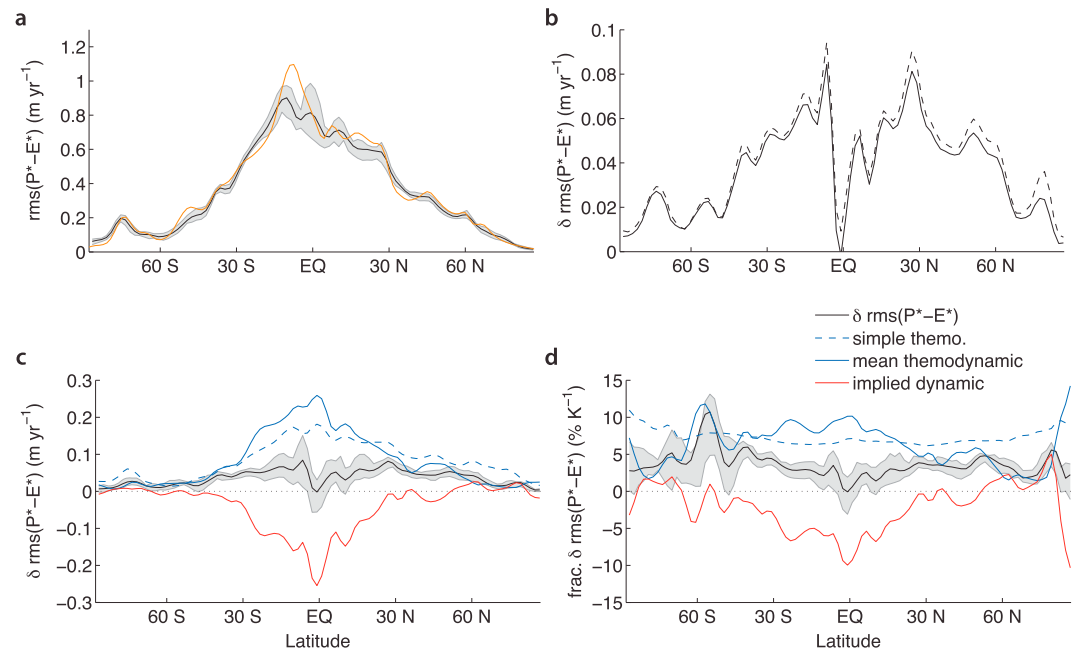 a
b
rms(P*−E*) (m yr⁻¹)
1.2
1
0.8
0.6
0.4
0.2
0
60 S
30 S
EQ
30 N
60 N
δ rms(P*−E*) (m yr⁻¹)
0.1
0.08
0.06
0.04
0.02
0
60 S
30 S
EQ
30 N
60 N
δ rms(P*−E*)
simple themo.
mean themodynamic
implied dynamic
c
d
δ rms(P*−E*) (m yr⁻¹)
0.3
0.2
0.1
0
−0.1
−0.2
−0.3
60 S
30 S
EQ
30 N
60 N
Latitude
frac. δ rms(P*−E*) (% K⁻¹)
15
10
5
0
−5
−10
−15
60 S
30 S
EQ
30 N
60 N
Latitude